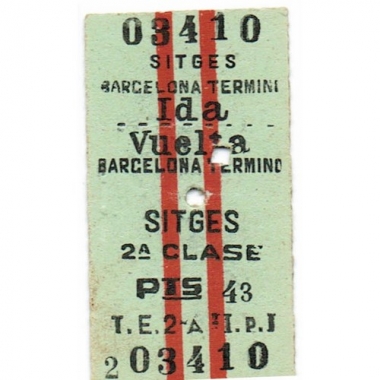 03410
SITGES
BARCELONA-TERMINI
Ida
Vuelta
BARCELONA TERMINO
SITGES
2A CLASE
PTS 43
T.E.2-A H.P.J
2 03410